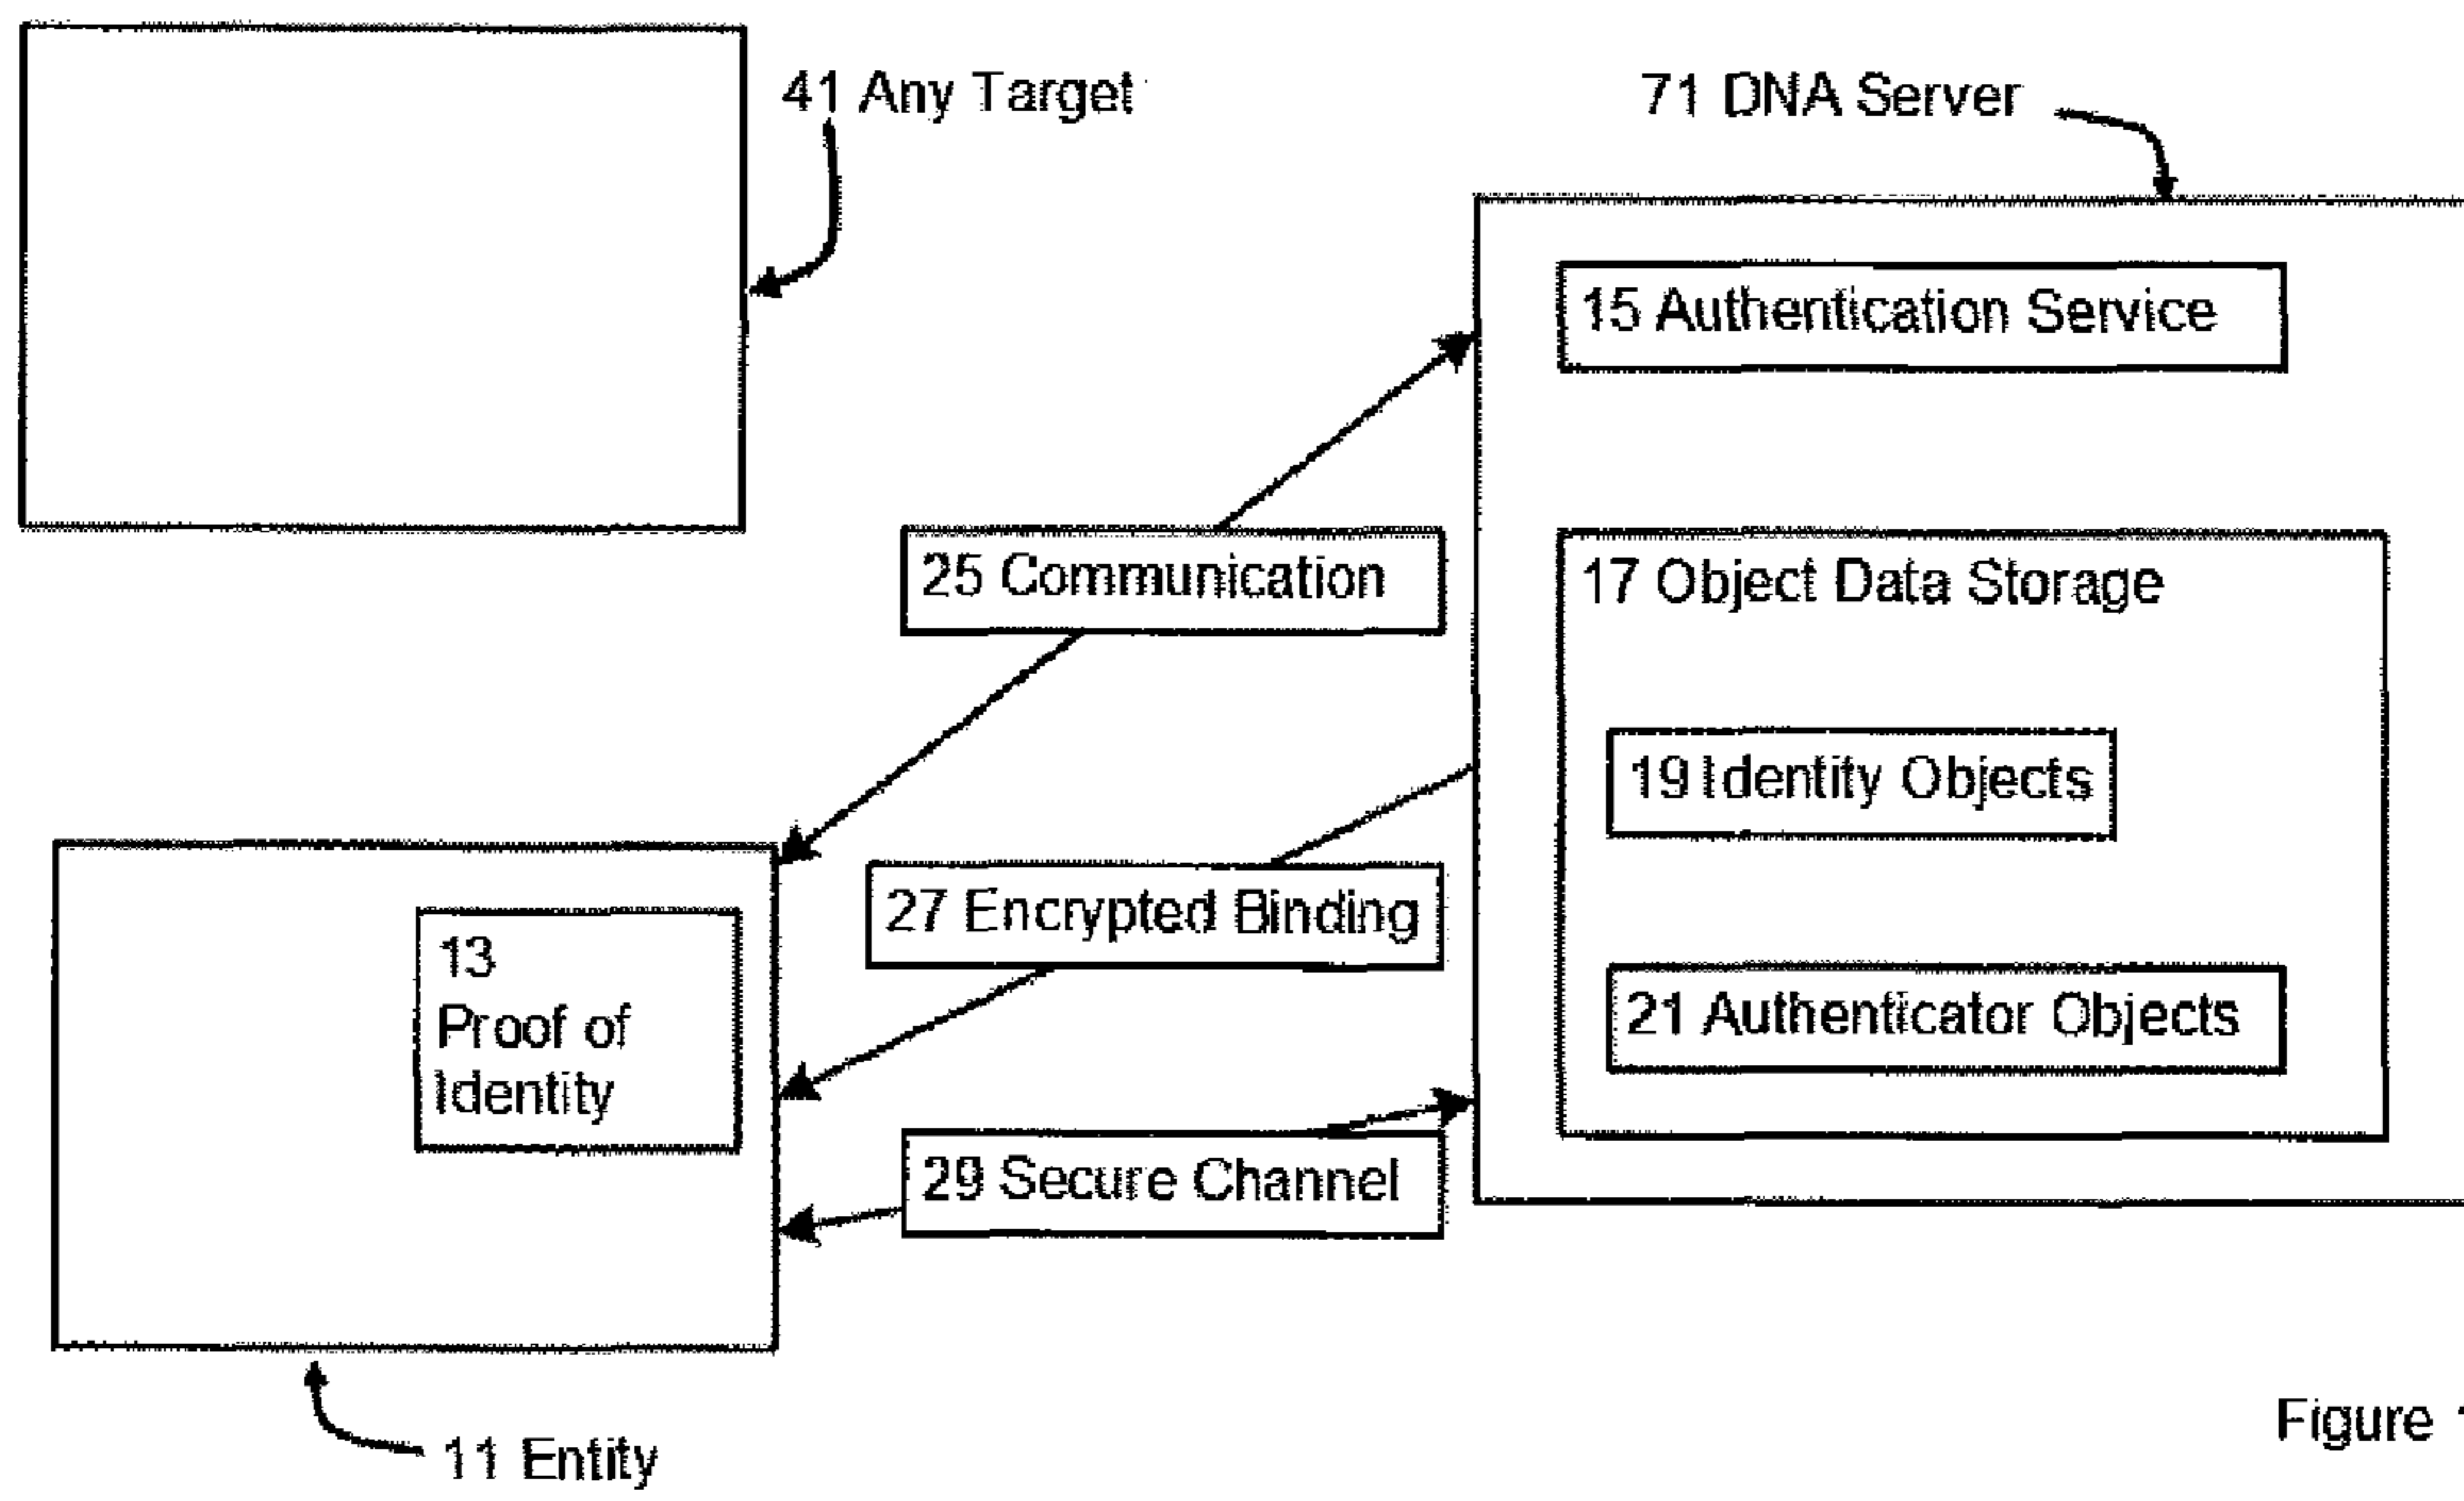 41 Any Target
71 DNA Server
15 Authentication Service
25 Communication
17 Object Data Storage
19 Identity Objects
27 Encrypted Binding
13
Proof of
Identity
21 Authenticator Objects
29 Secure Channel
11 Entity
Figure